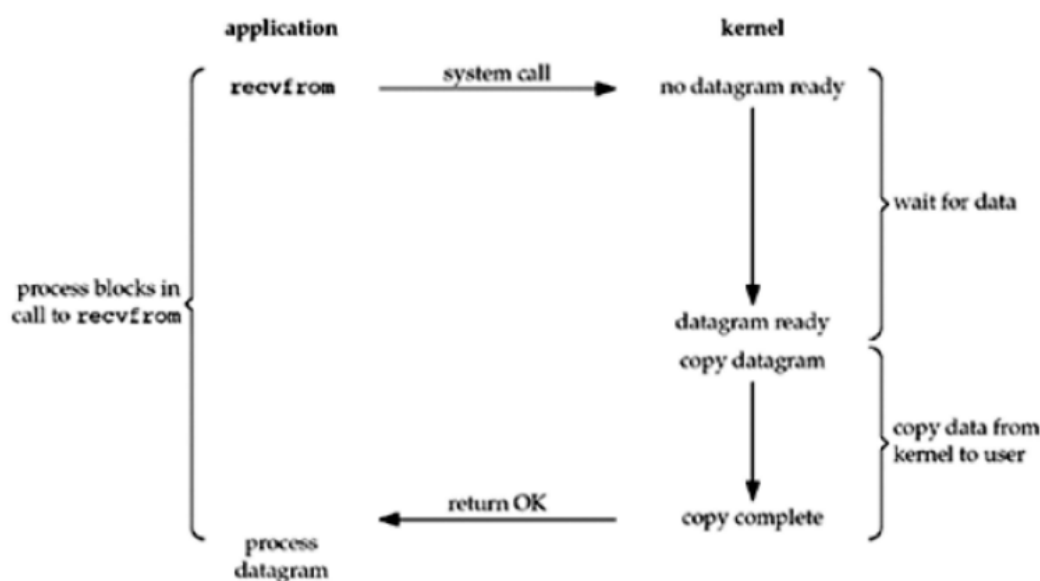 application
kernel
recvfrom
system call
no datagram ready
wait for data
process blocks in
call to recvfrom
datagram ready
copy datagram
copy data from
kernel to user
return OK
copy complete
process
datagram